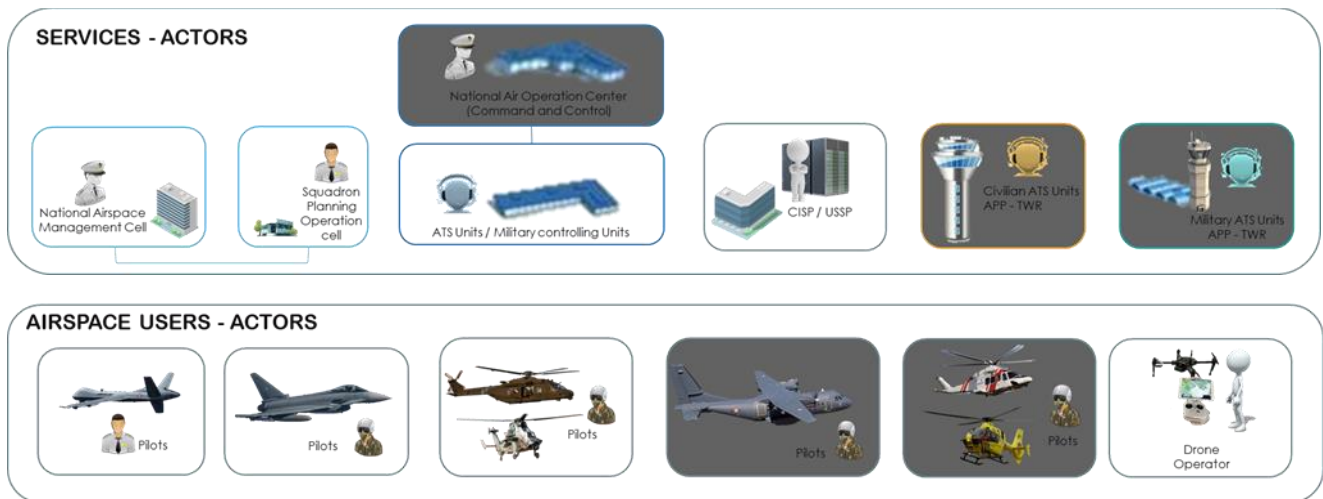 SERVICES - ACTORS
National Air Operation Center
(Command and Control)
National Airspace
Management Cell
Squadron
Planning
Operation
cell
ATS Units / Military controlling Units
CISP / USSP
Civilian ATS Units
APP - TWR
Military ATS Units
APP - TWR
AIRSPACE USERS - ACTORS
Pilots
Pilots
Pilots
Pilots
Pilots
Drone
Operator